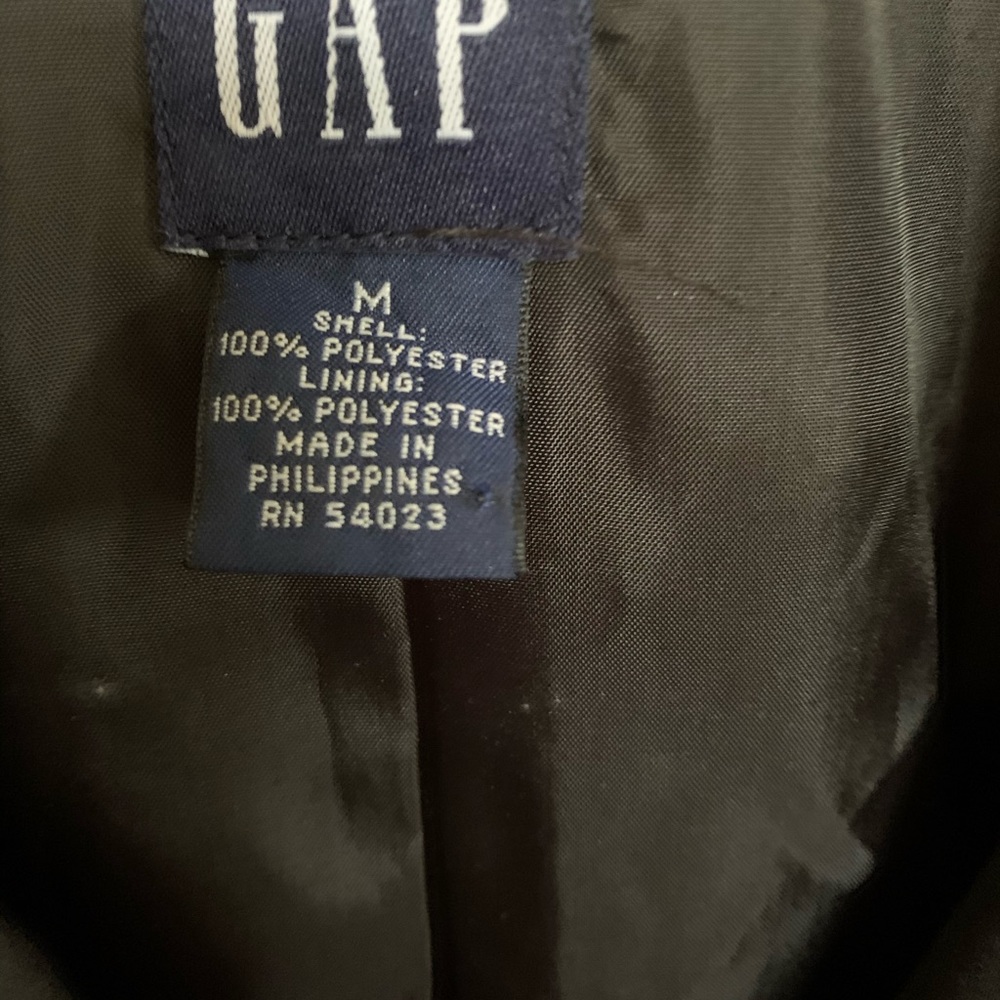 GAP
M
SHELL:
100% POLYESTER
LINING:
100% POLYESTER
MADE IN
PHILIPPINES
RN 54023